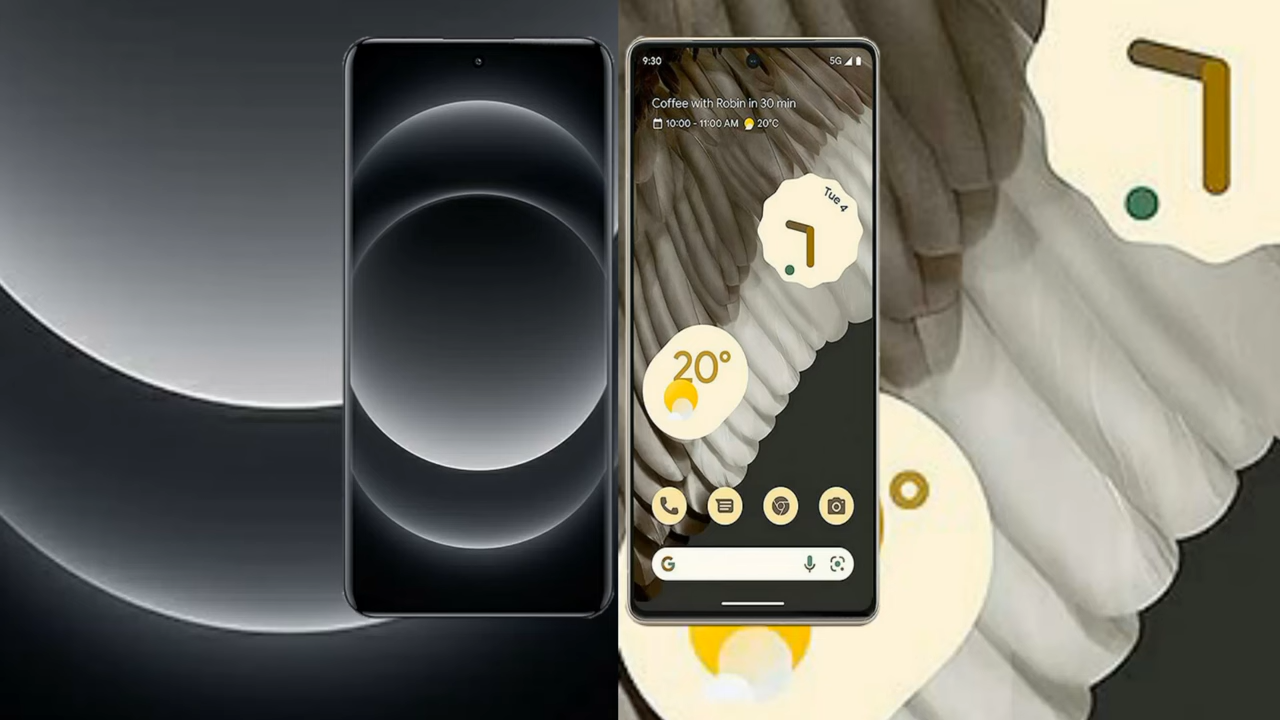 9:30
5G
Coffee with Robin in 30 min
10:00 - 11:00 AM 20°C
Tue 4
20°
G